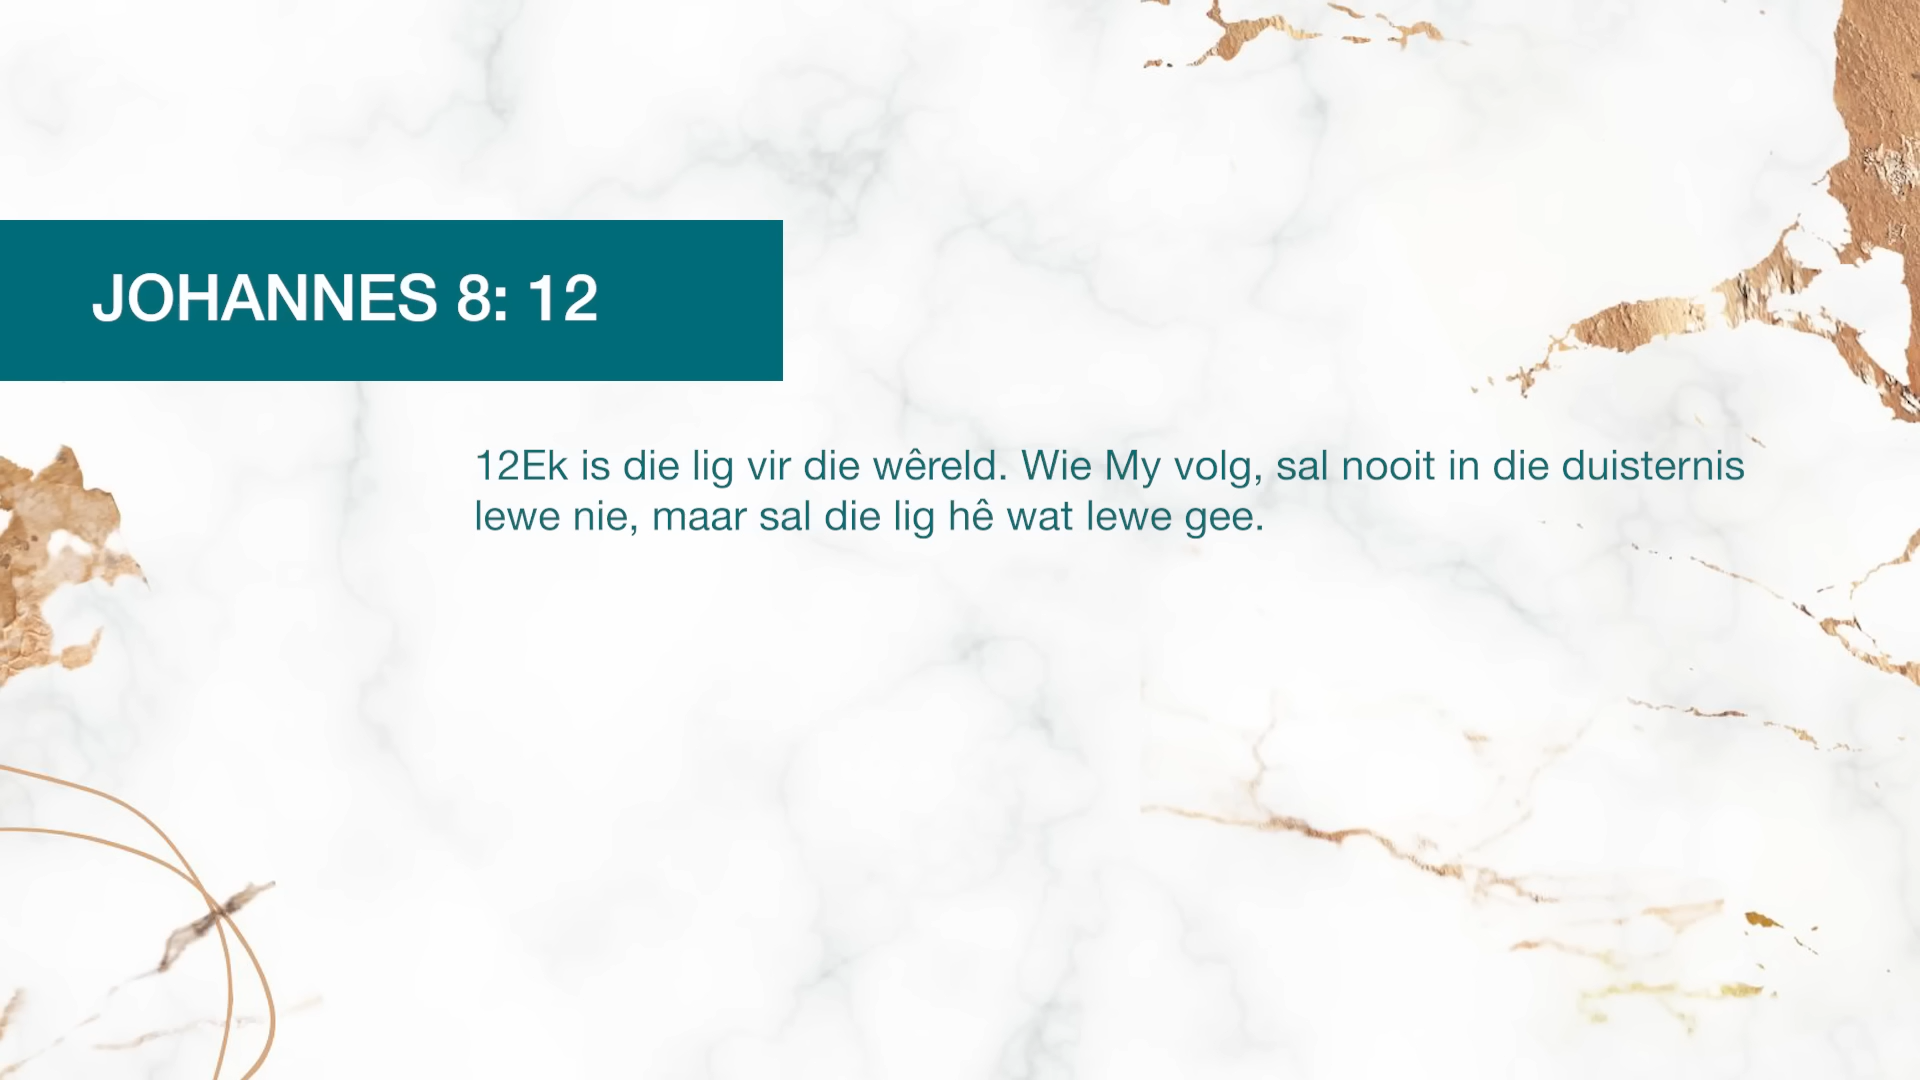 JOHANNES 8: 12
12Ek is die lig vir die wêreld. Wie My volg, sal nooit in die duisternis
lewe nie, maar sal die lig hê wat lewe gee.